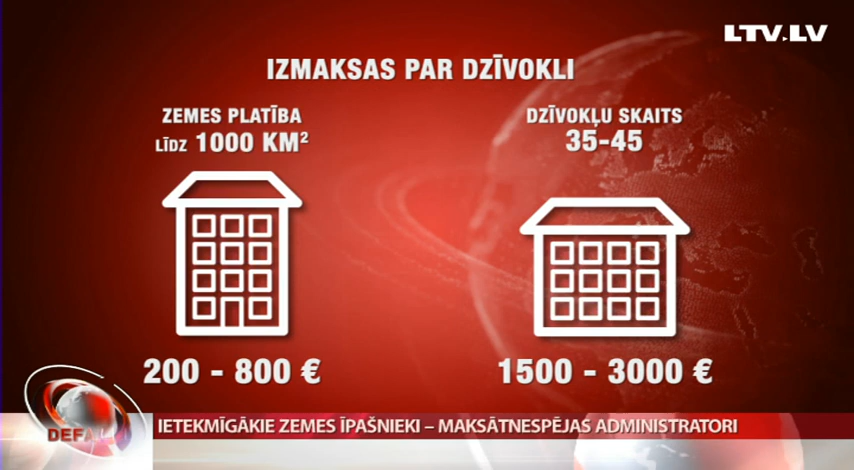 LTV.LV
IZMAKSAS PAR DZĪVOKLI
ZEMES PLATĪBA
LĪDZ 1000 KM²
DZĪVOKĻU SKAITS
35-45
200 - 800 €
1500 - 3000 €
IETEKMĪGĀKIE ZEMES ĪPAŠNIEKI – MAKSĀTNESPĒJAS ADMINISTRATORI